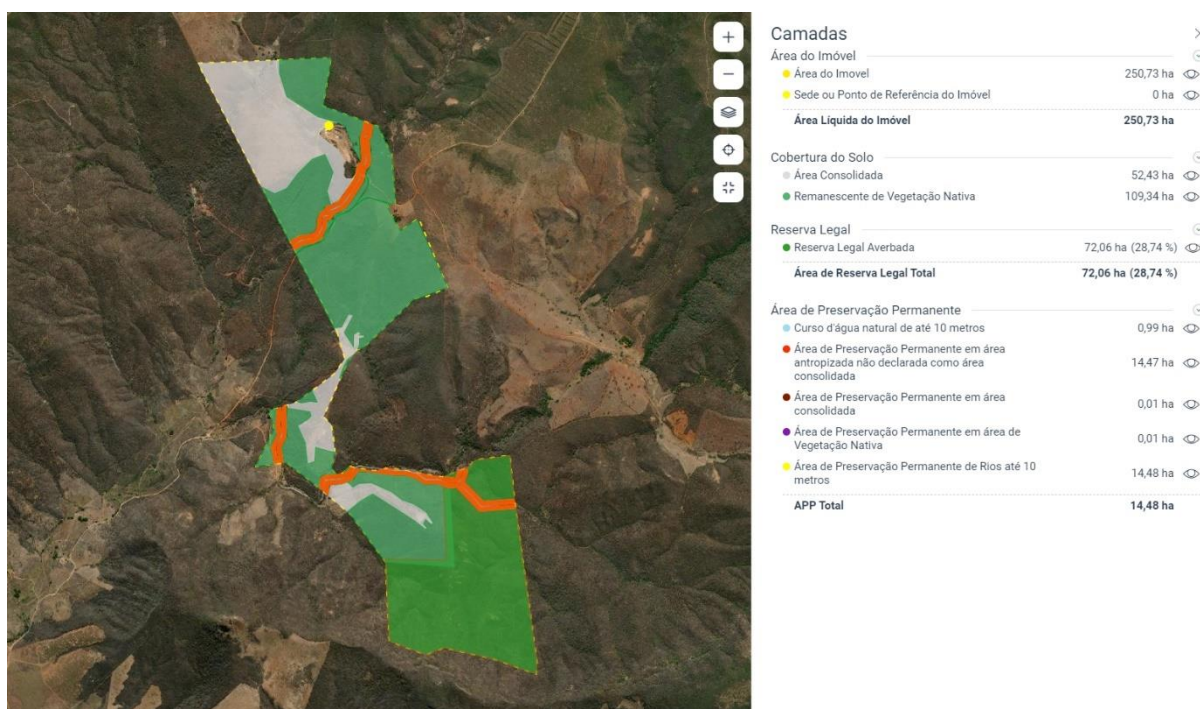 Camadas
Área do Imóvel
Área do Imovel 250,73 ha
Sede ou Ponto de Referência do Imóvel 0 ha
Área Líquida do Imóvel 250,73 ha
Cobertura do Solo
Área Consolidada 52,43 ha
Remanescente de Vegetação Nativa 109,34 ha
Reserva Legal
Reserva Legal Averbada 72,06 ha (28,74 %)
Área de Reserva Legal Total 72,06 ha (28,74 %)
Área de Preservação Permanente
Curso d'água natural de até 10 metros 0,99 ha
Área de Preservação Permanente em área
antropizada não declarada como área 14,47 ha
consolidada
Área de Preservação Permanente em área
consolidada 0,01 ha
Área de Preservação Permanente em área de
Vegetação Nativa 0,01 ha
Área de Preservação Permanente de Rios até 10
metros 14,48 ha
APP Total 14,48 ha